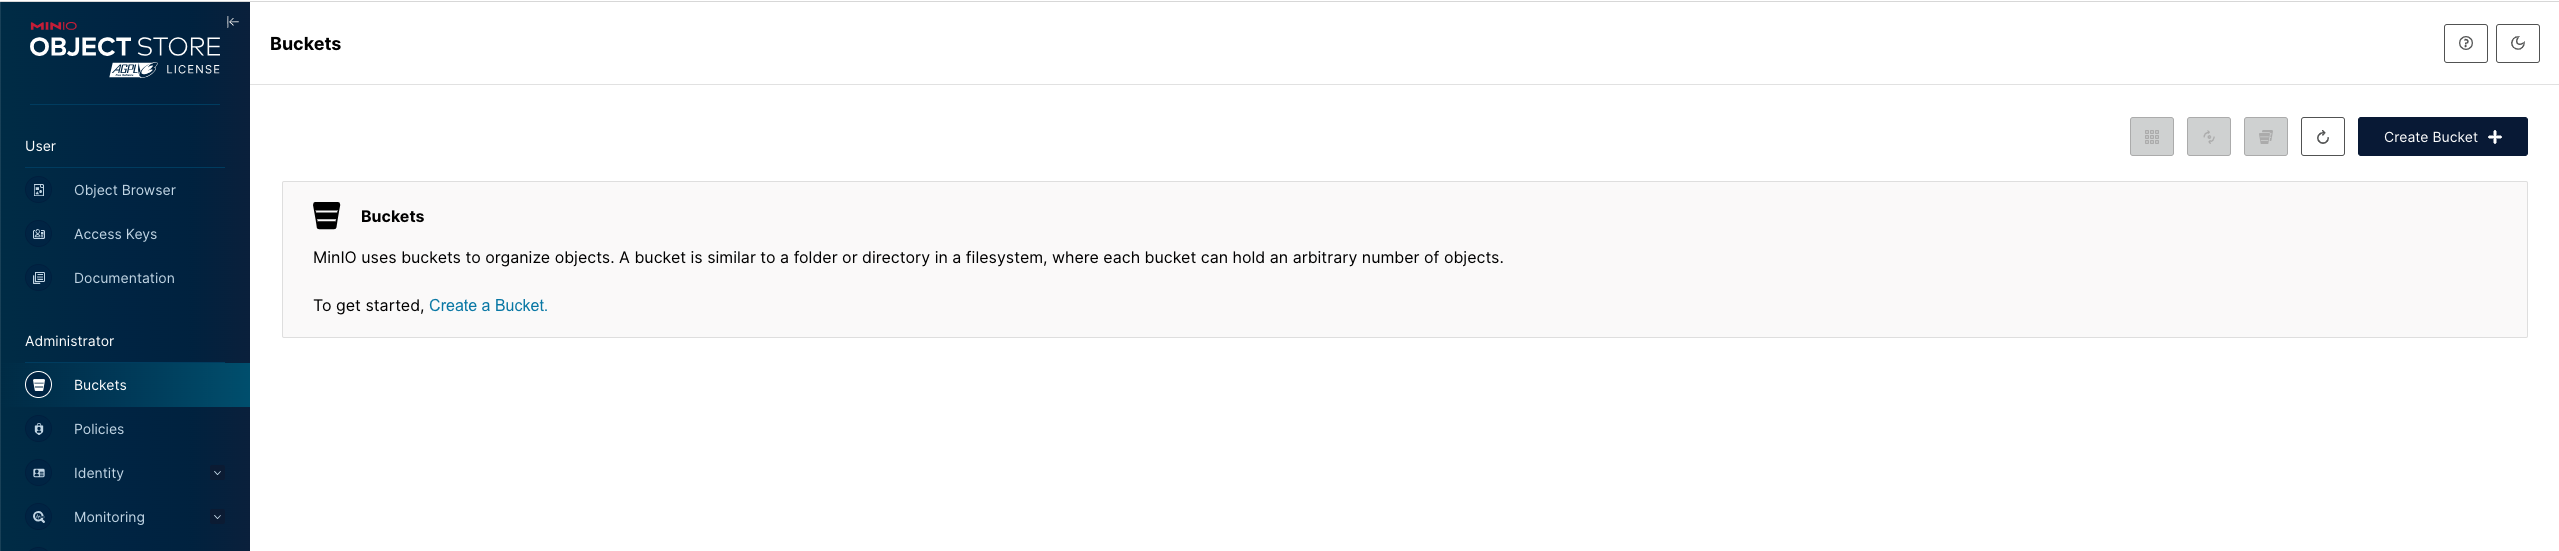 MINIO
OBJECT STORE
AGPLv3 LICENSE
User
Object Browser
Access Keys
Documentation
Administrator
Buckets
Policies
Identity
Monitoring
Buckets
Create Bucket
Buckets
MinIO uses buckets to organize objects. A bucket is similar to a folder or directory in a filesystem, where each bucket can hold an arbitrary number of objects.
To get started, Create a Bucket.